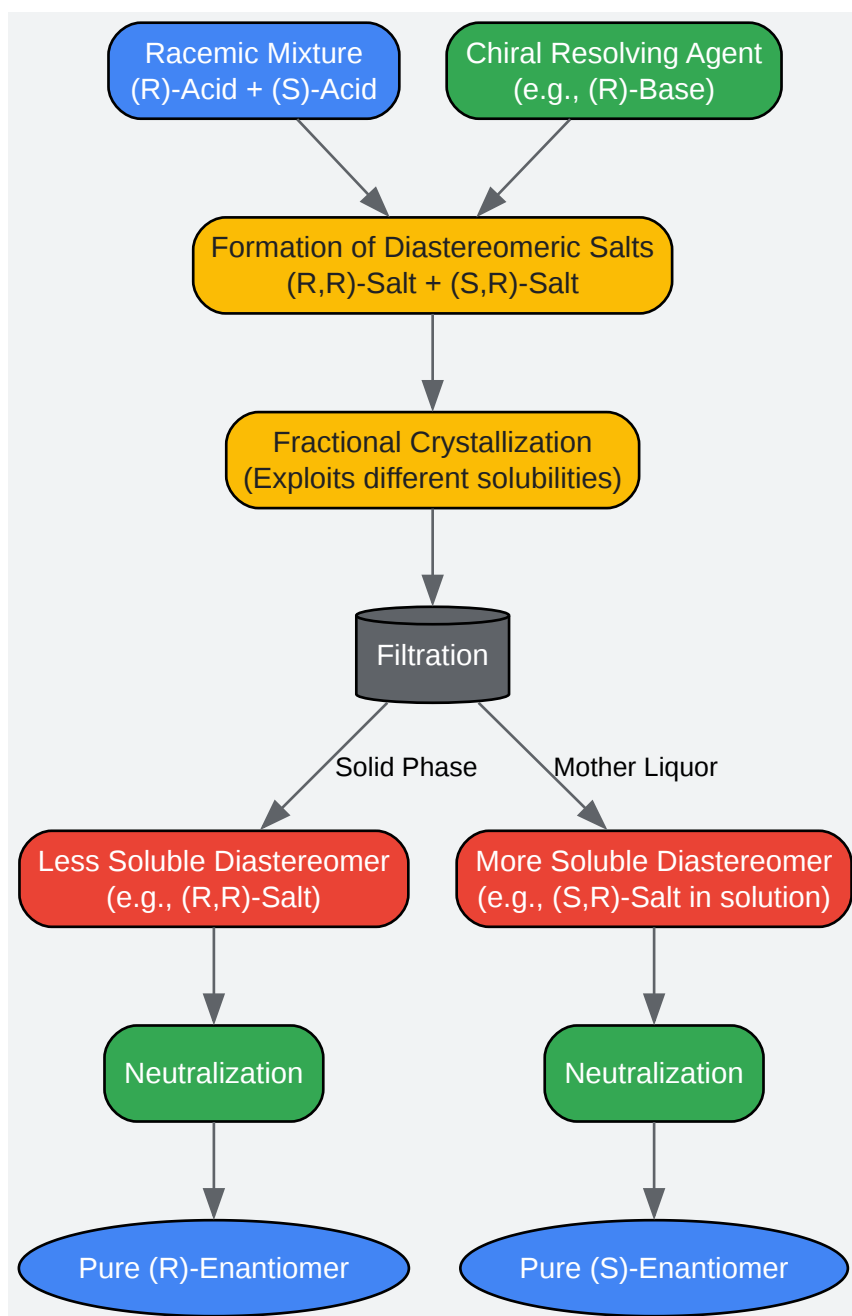 Racemic Mixture
(R)-Acid + (S)-Acid
Chiral Resolving Agent
(e.g., (R)-Base)
Formation of Diastereomeric Salts
(R,R)-Salt + (S,R)-Salt
Fractional Crystallization
(Exploits different solubilities)
Filtration
Solid Phase
Mother Liquor
Less Soluble Diastereomer
(e.g., (R,R)-Salt)
More Soluble Diastereomer
(e.g., (S,R)-Salt in solution)
Neutralization
Neutralization
Pure (R)-Enantiomer
Pure (S)-Enantiomer